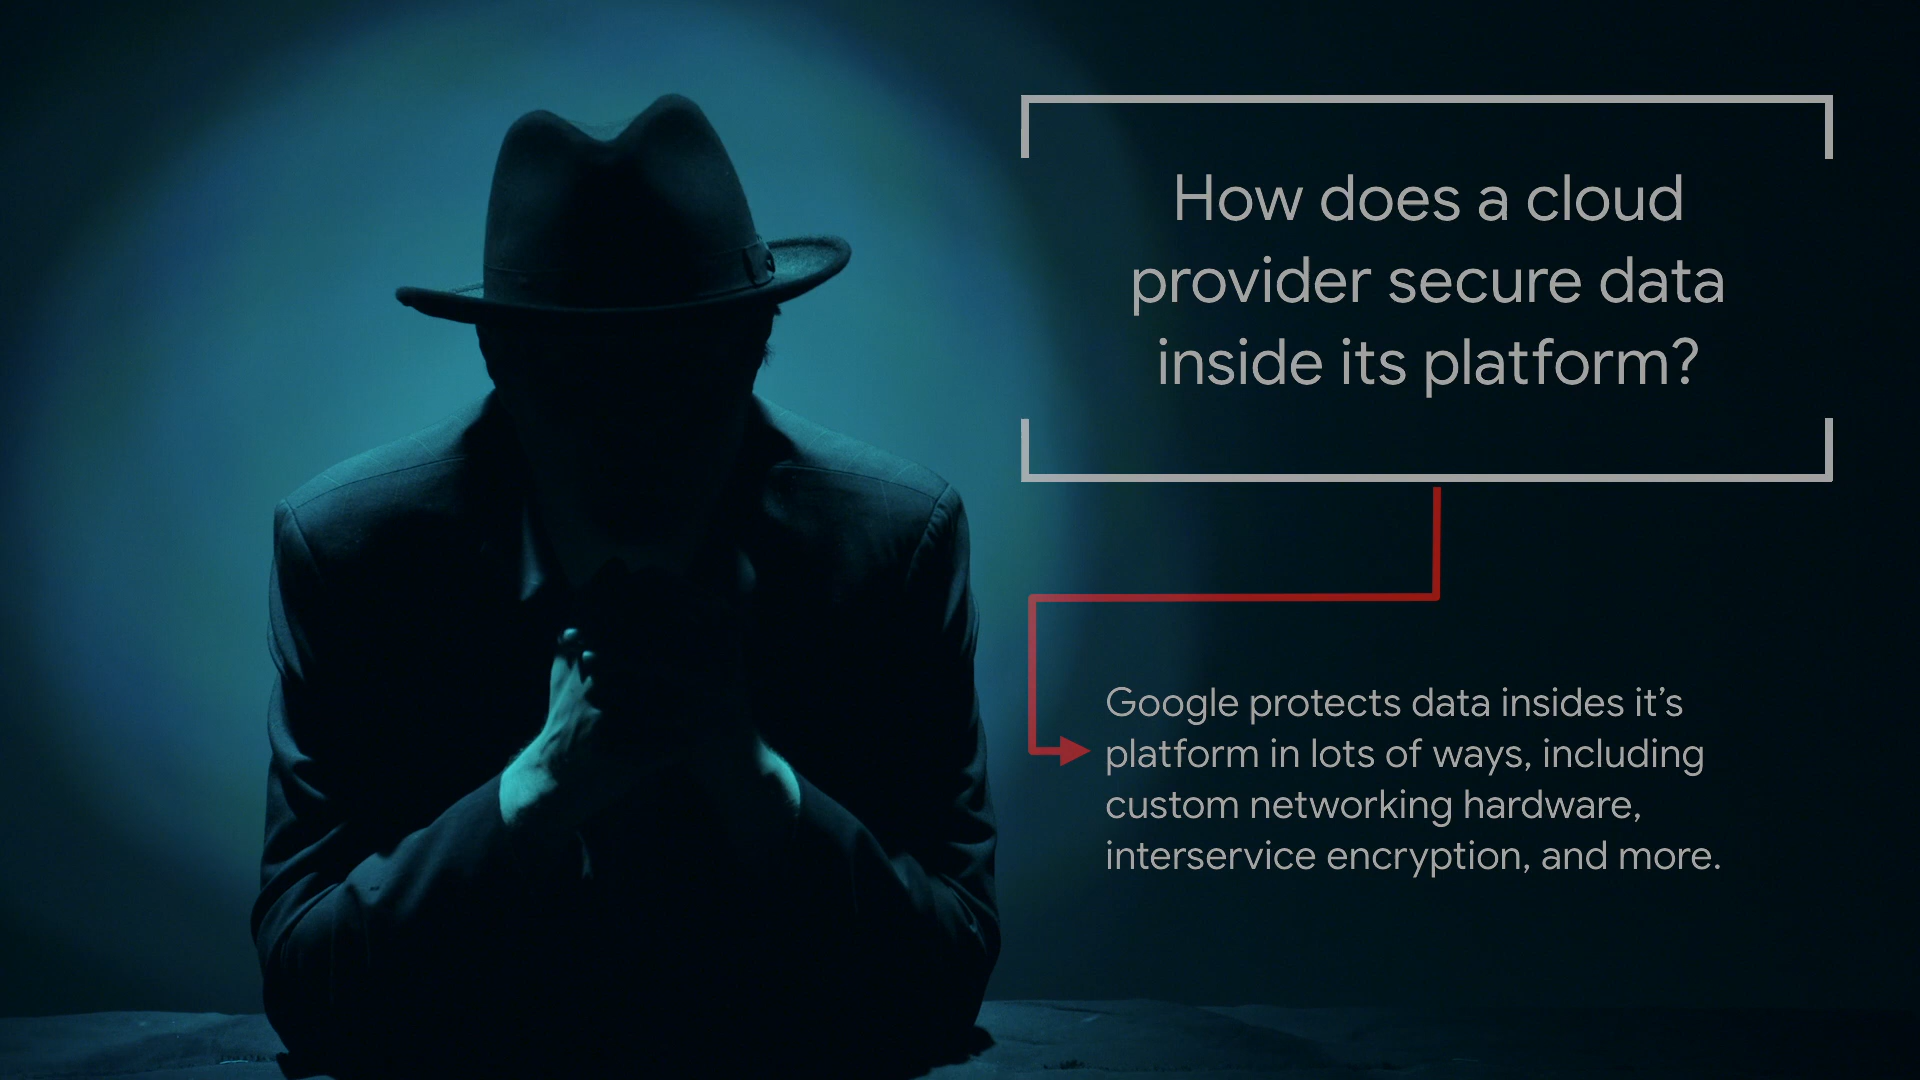 How does a cloud
provider secure data
inside its platform?
Google protects data insides it’s
platform in lots of ways, including
custom networking hardware,
interservice encryption, and more.